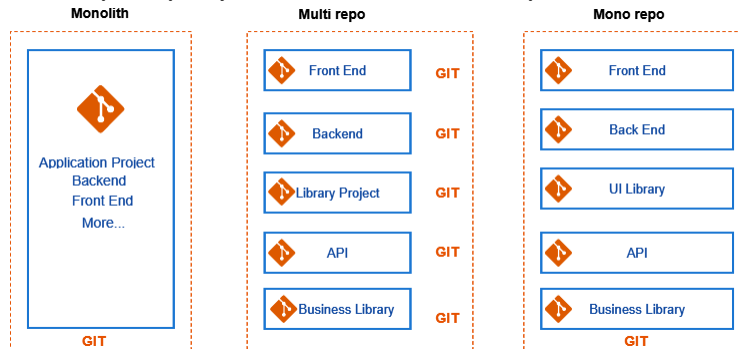 Monolith
Application Project
Backend
Front End
More...
GIT
Multi repo
Front End
GIT
Backend
GIT
Library Project
GIT
API
GIT
Business Library
GIT
Mono repo
Front End
Back End
UI Library
API
Business Library
GIT